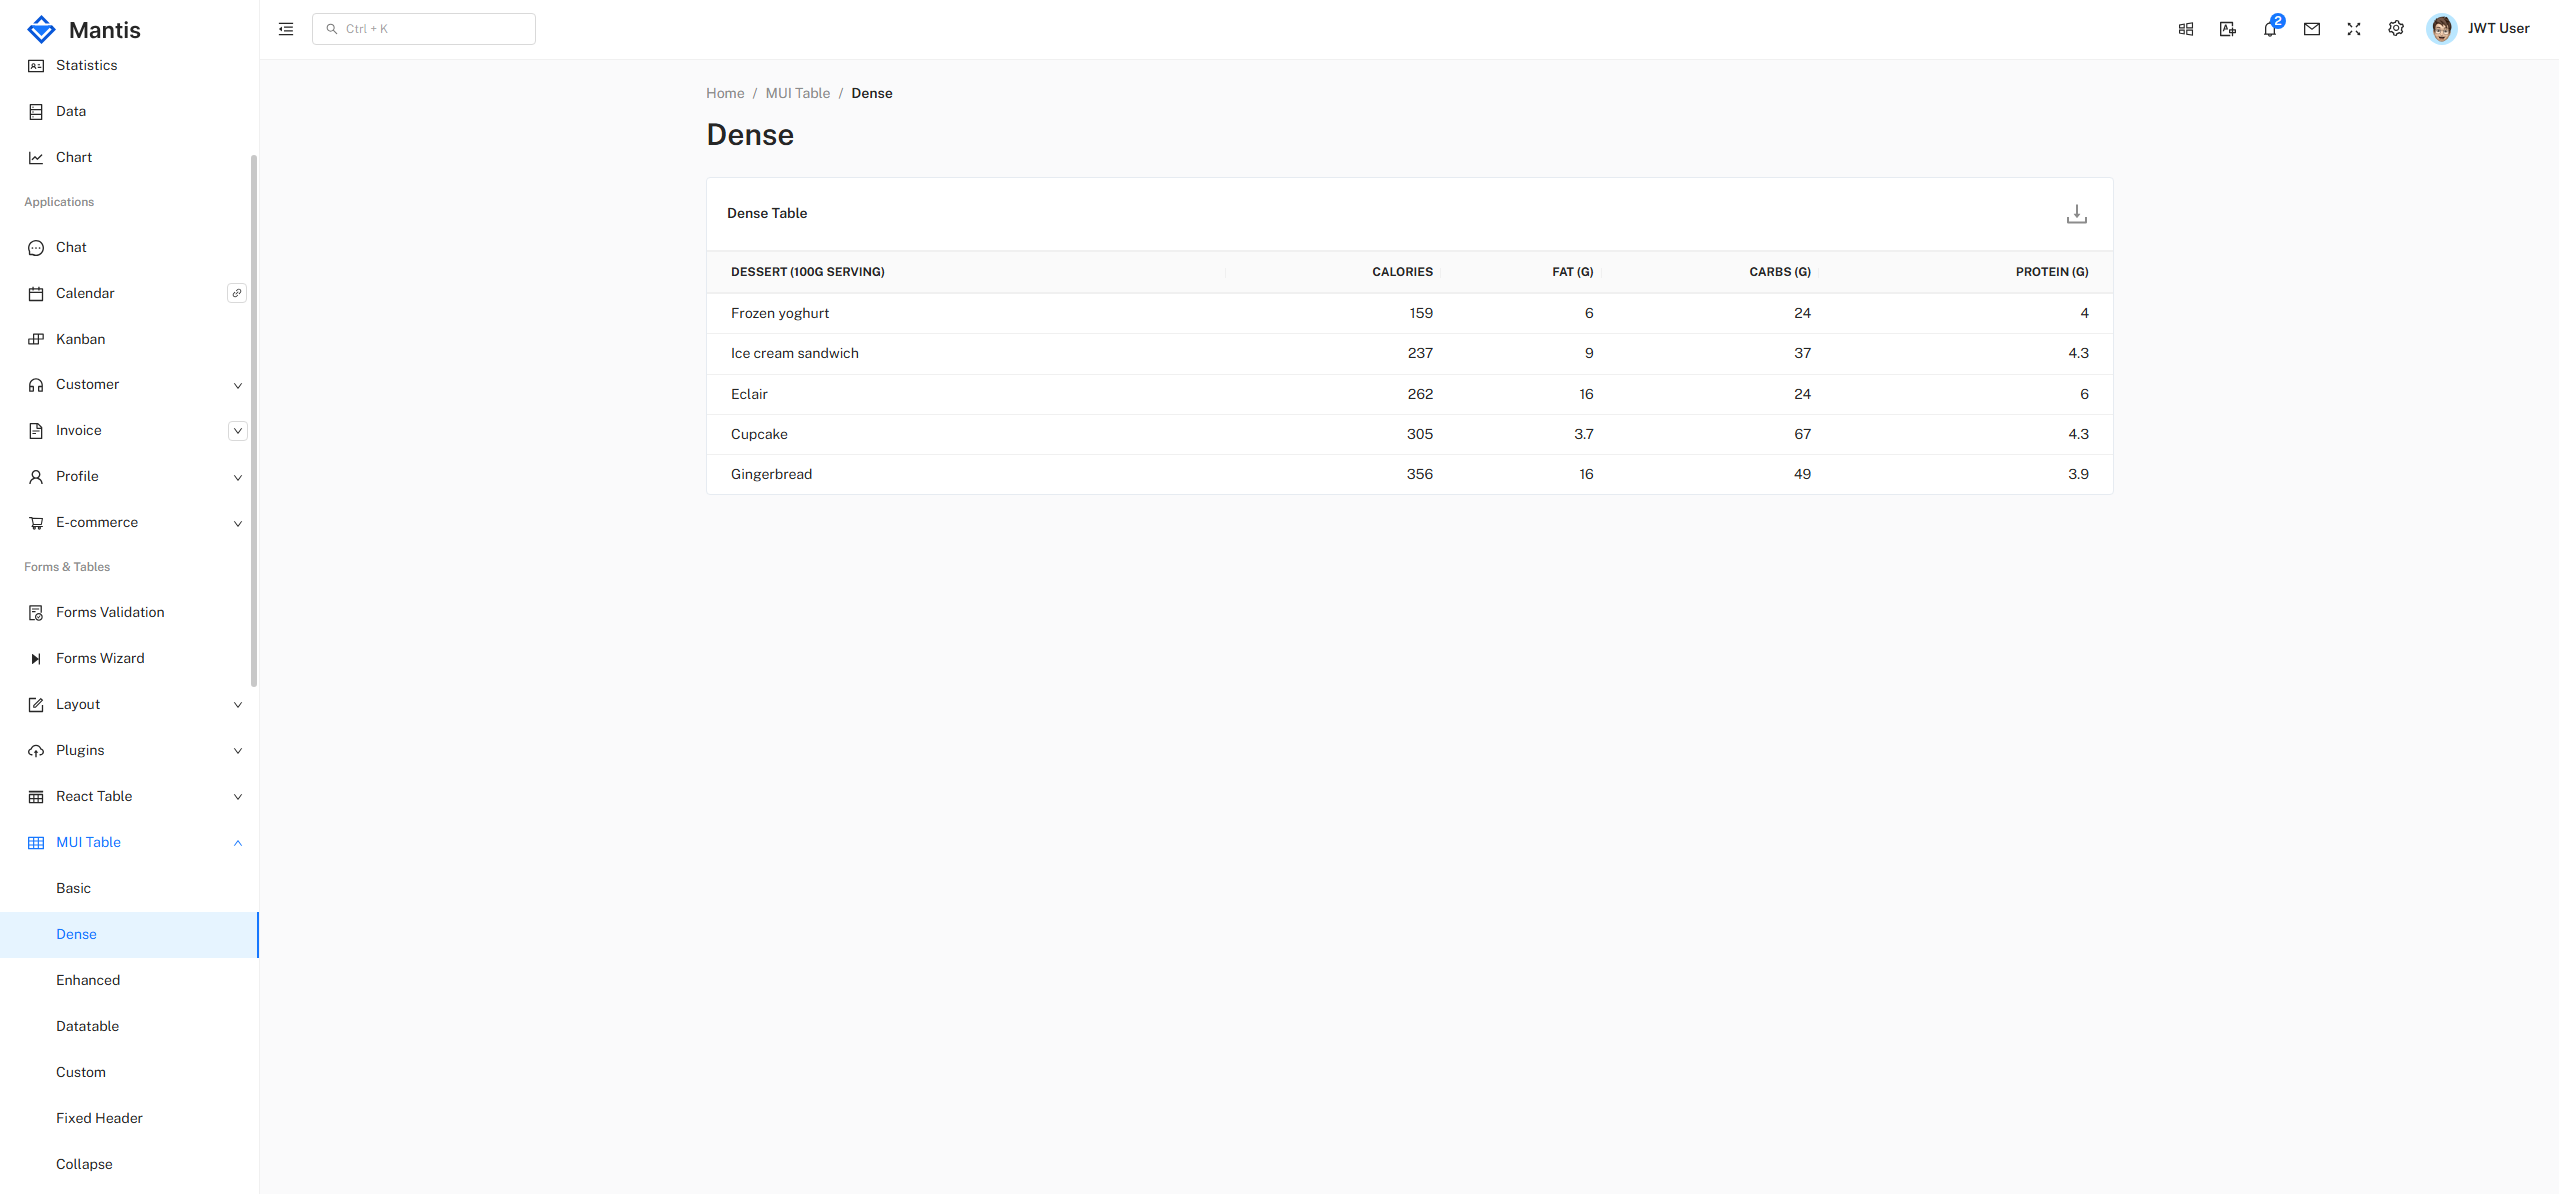 Mantis
Ctrl + K
2
JWT User
Statistics
Data
Chart
Applications
Chat
Calendar
Kanban
Customer
Invoice
Profile
E-commerce
Forms & Tables
Forms Validation
Forms Wizard
Layout
Plugins
React Table
MUI Table
Basic
Dense
Enhanced
Datatable
Custom
Fixed Header
Collapse
Home / MUI Table / Dense
Dense
Dense Table
DESSERT (100G SERVING) CALORIES FAT (G) CARBS (G) PROTEIN (G)
Frozen yoghurt 159 6 24 4
Ice cream sandwich 237 9 37 4.3
Eclair 262 16 24 6
Cupcake 305 3.7 67 4.3
Gingerbread 356 16 49 3.9